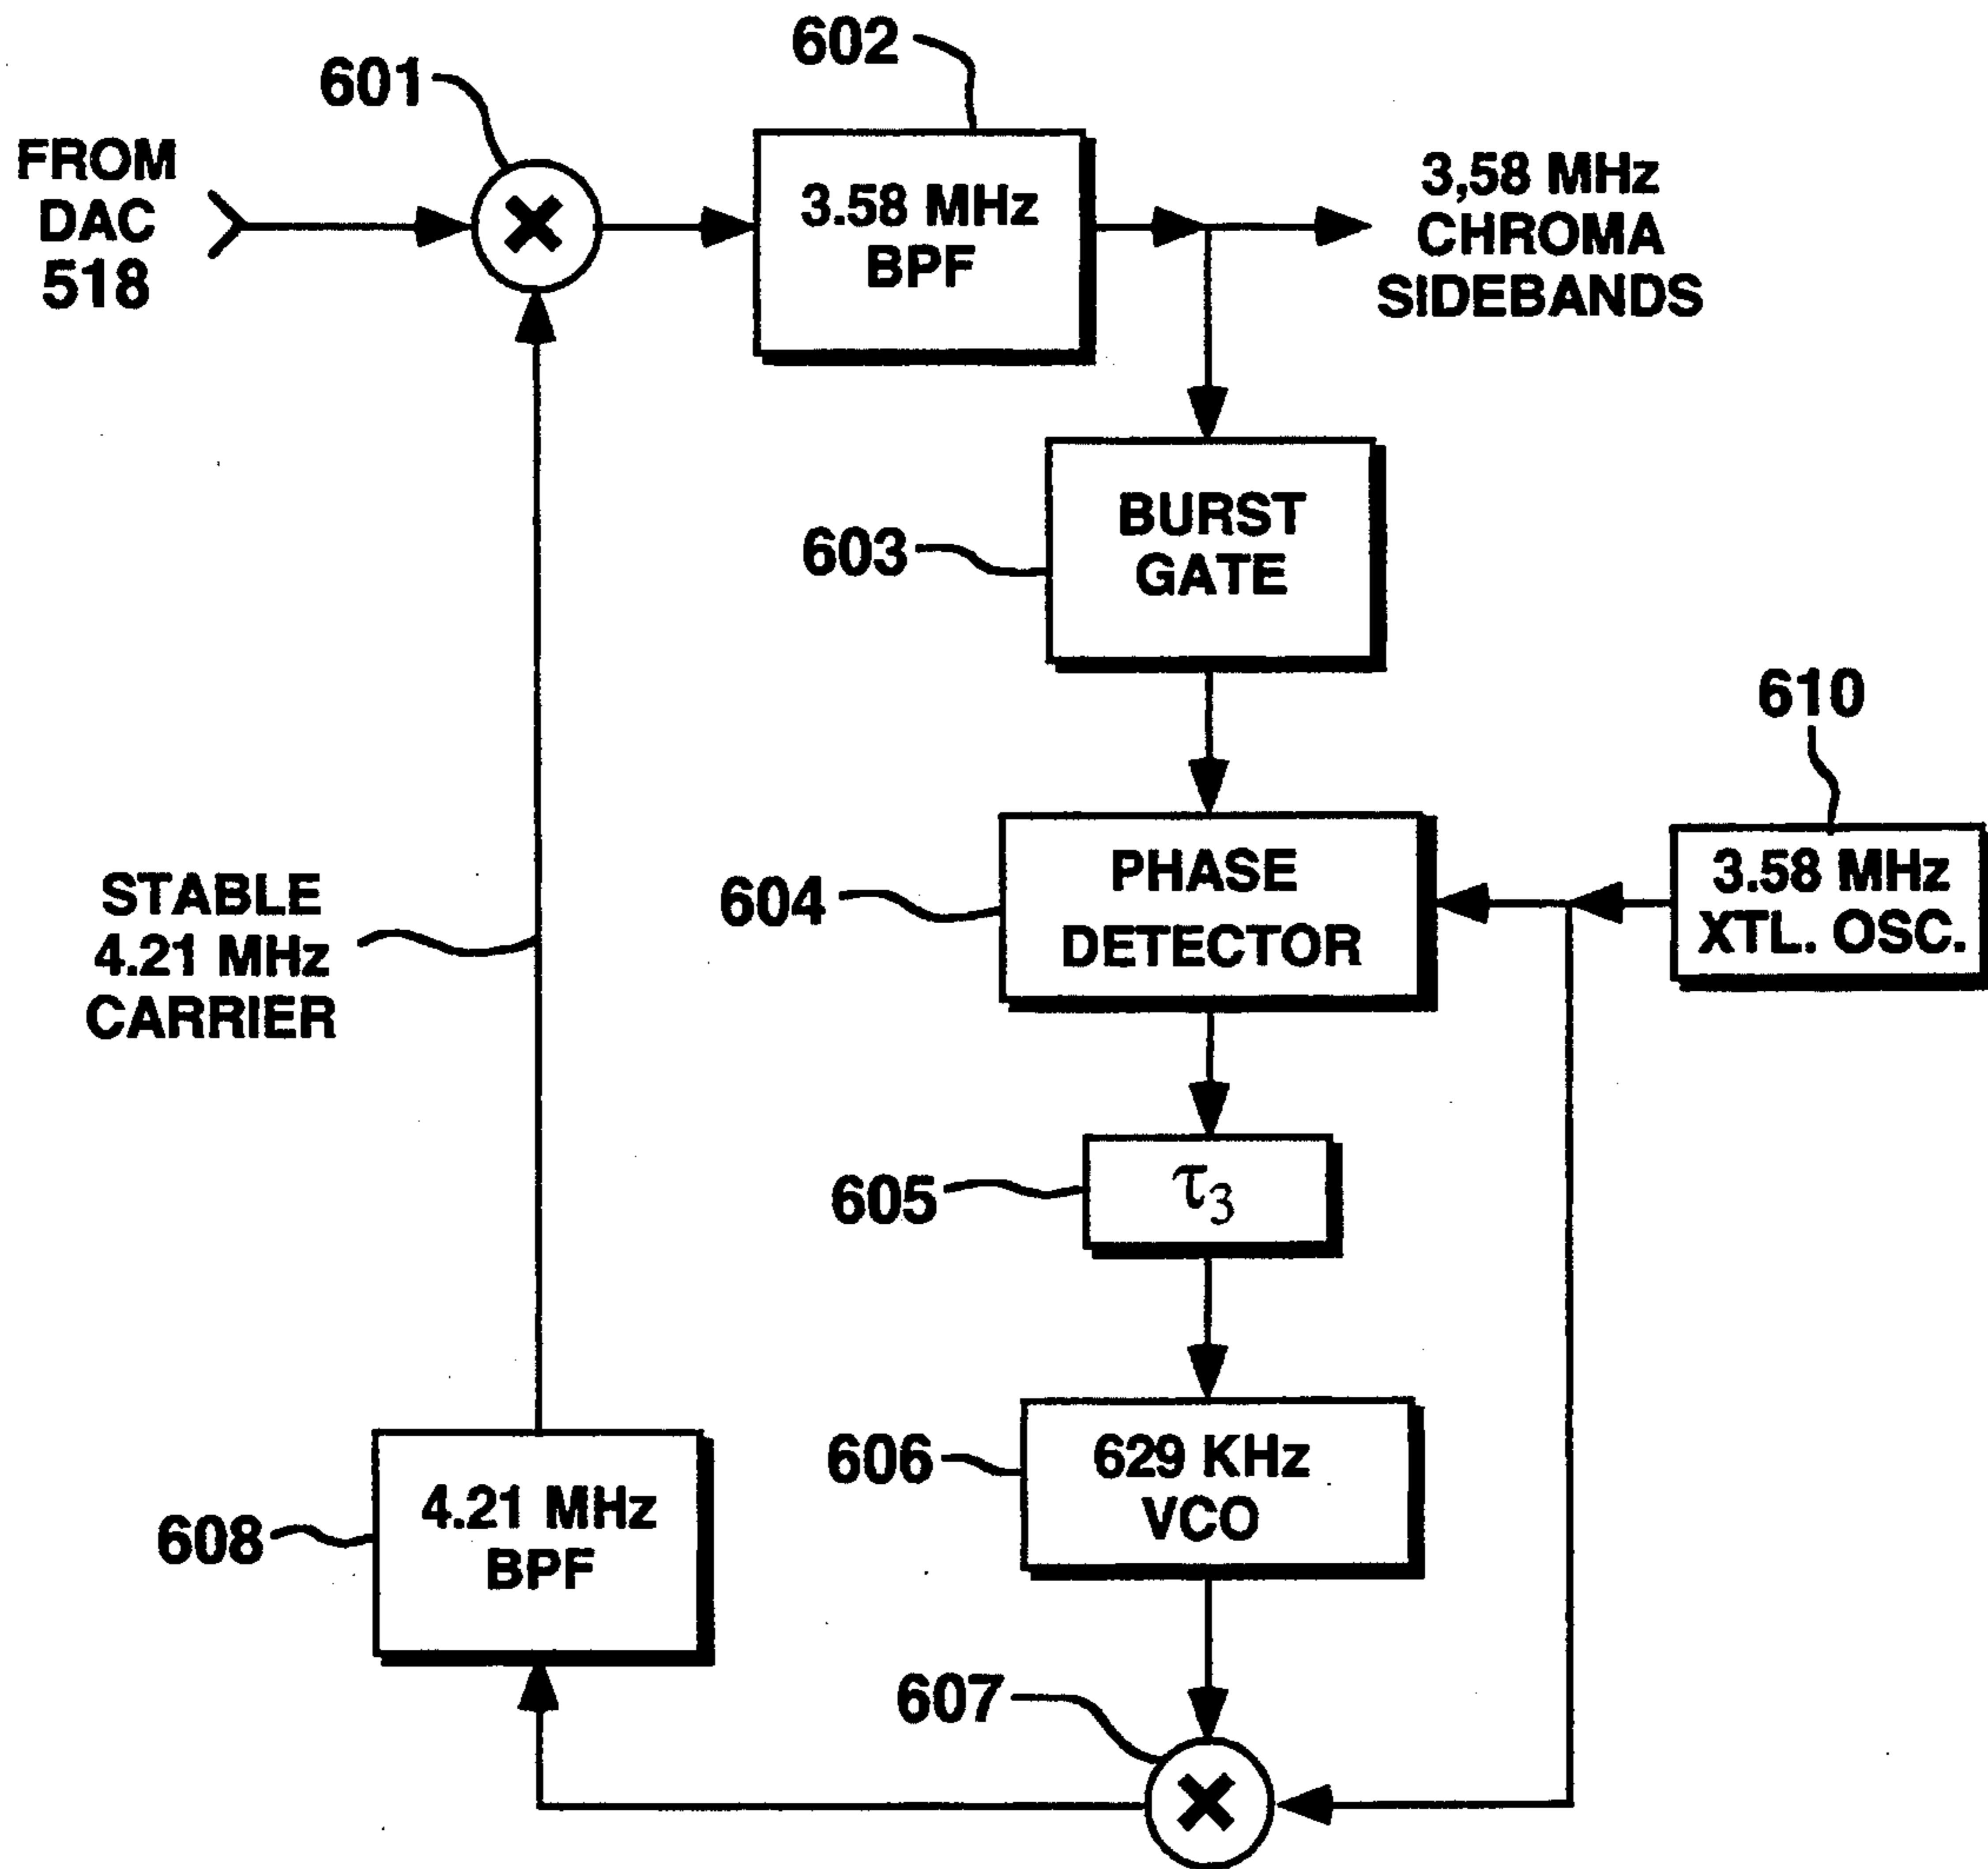 602
601
FROM
DAC
518
3.58 MHz
BPF
3,58 MHz
CHROMA
SIDEBANDS
603
BURST
GATE
610
604
PHASE
DETECTOR
3.58 MHz
XTL. OSC.
STABLE
4.21 MHz
CARRIER
605
τ3
606
629 KHz
VCO
608
4.21 MHz
BPF
607